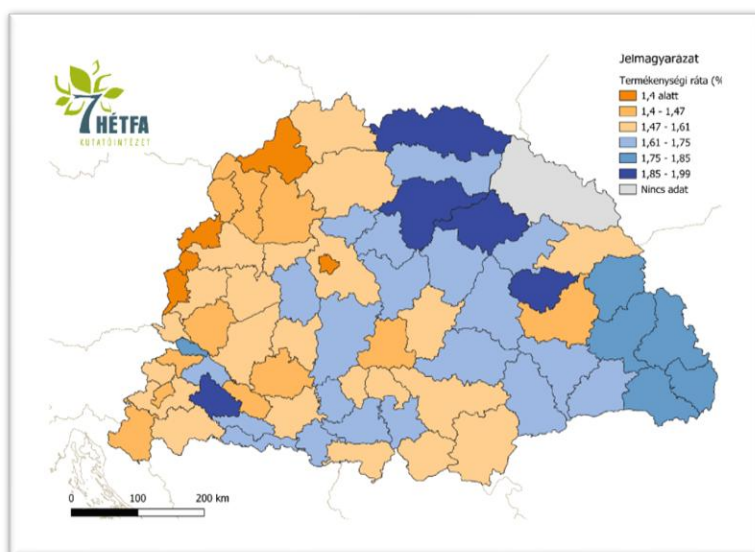 7 HÉTFA
KUTATÓINTÉZET
Jelmagyarázat
Termékenységi ráta (%
1,4 alatt
1,4 - 1,47
1,47 - 1,61
1,61 - 1,75
1,75 - 1,85
1,85 - 1,99
Nincs adat
0 100 200 km